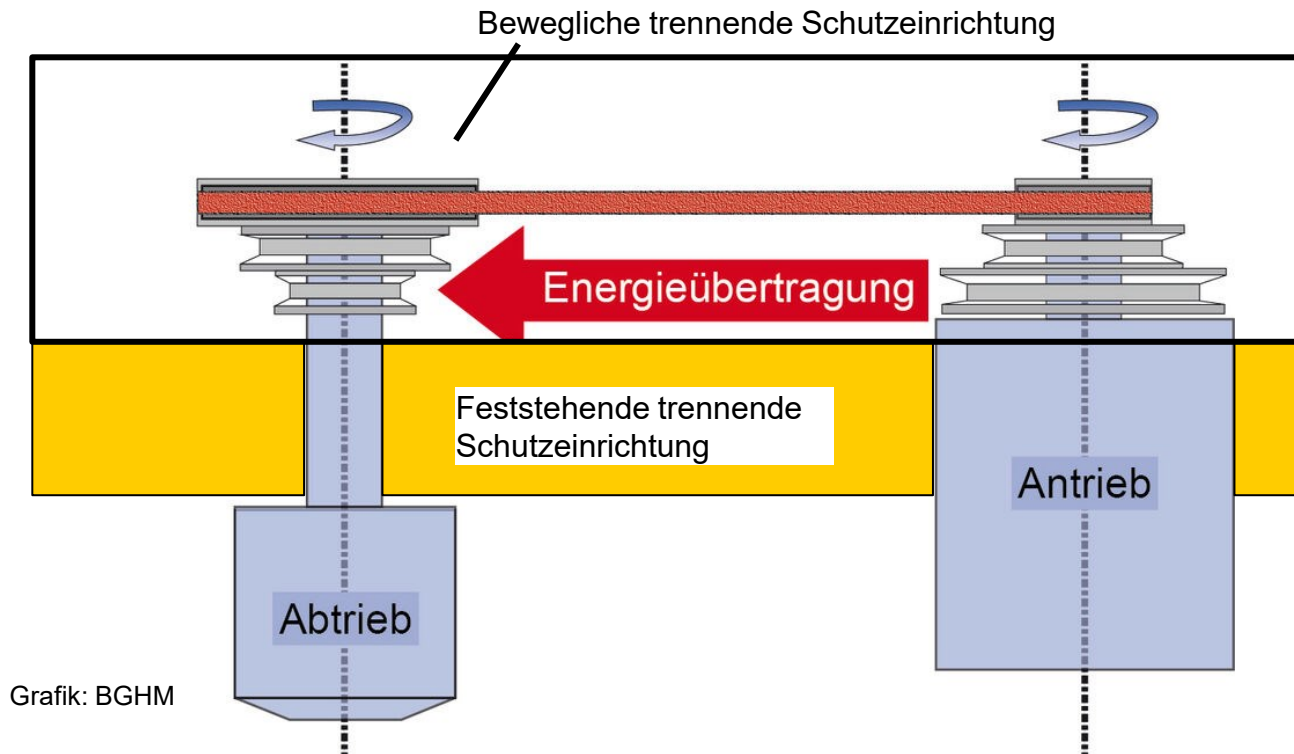 Bewegliche trennende Schutzeinrichtung
Energieübertragung
Feststehende trennende
Schutzeinrichtung
Antrieb
Abtrieb
Grafik: BGHM